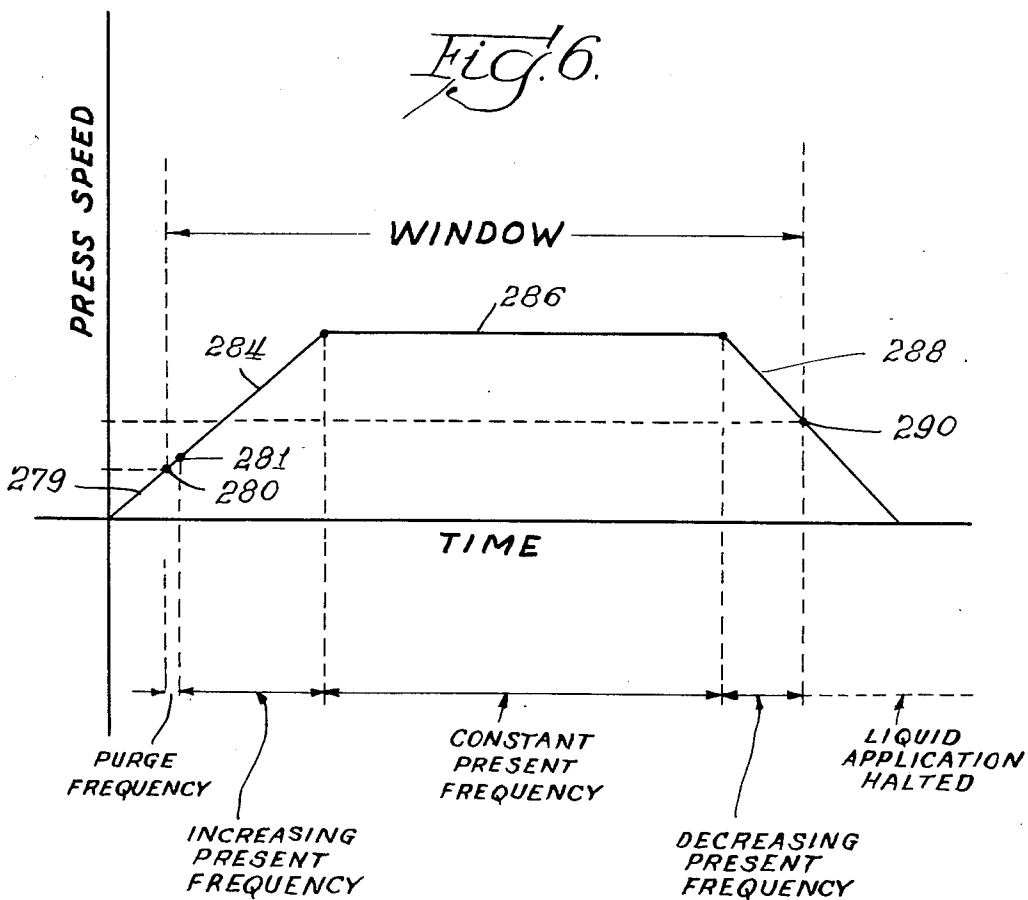 Fig. 6.
PRESS SPEED
WINDOW
286
284
288
290
281
280
279
TIME
PURGE
FREQUENCY
INCREASING
PRESENT
FREQUENCY
CONSTANT
PRESENT
FREQUENCY
DECREASING
PRESENT
FREQUENCY
LIQUID
APPLICATION
HALTED